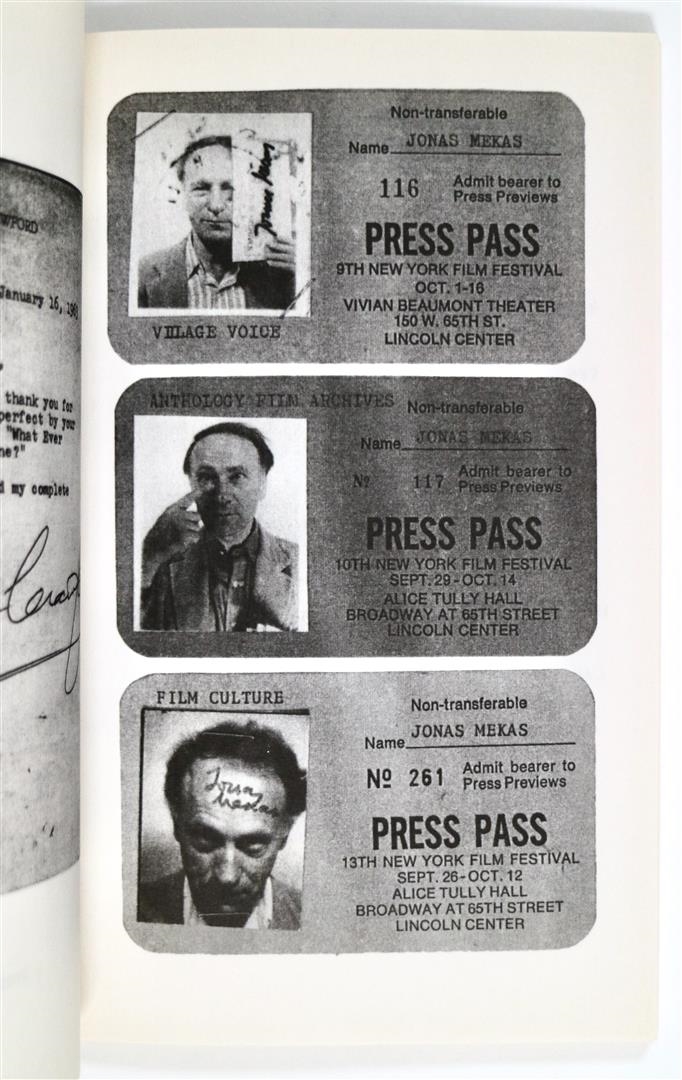 WFORD
January 16, 196
thank you for
perfect by your
"What Ever
ne?"
d my complete
Non-transferable
Name JONAS MEKAS
116 Admit bearer to
Press Previews
PRESS PASS
9TH NEW YORK FILM FESTIVAL
OCT. 1-16
VIVIAN BEAUMONT THEATER
150 W. 65TH ST.
LINCOLN CENTER
VILLAGE VOICE
ANTHOLOGY FILM ARCHIVES
Non-transferable
Name JONAS MEKAS
Nº 117 Admit bearer to
Press Previews
PRESS PASS
10TH NEW YORK FILM FESTIVAL
SEPT. 29-OCT. 14
ALICE TULLY HALL
BROADWAY AT 65TH STREET
LINCOLN CENTER
FILM CULTURE
Jonas
Mekas
Non-transferable
Name JONAS MEKAS
Nº 261 Admit bearer to
Press Previews
PRESS PASS
13TH NEW YORK FILM FESTIVAL
SEPT. 26-OCT. 12
ALICE TULLY HALL
BROADWAY AT 65TH STREET
LINCOLN CENTER